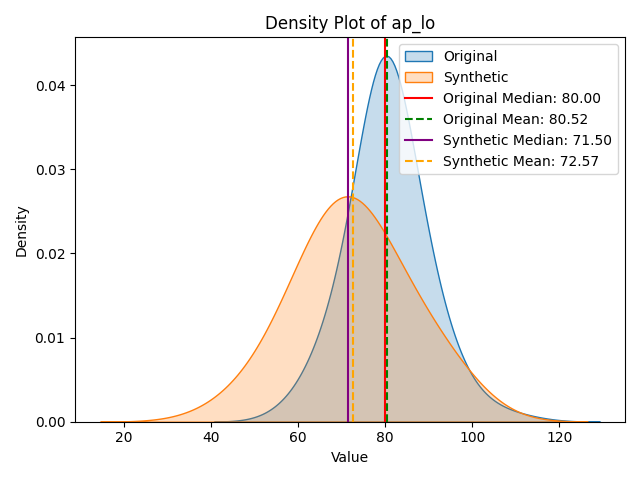 Density Plot of ap_lo
Original
Synthetic
Original Median: 80.00
Original Mean: 80.52
Synthetic Median: 71.50
Synthetic Mean: 72.57
Density
0.04
0.03
0.02
0.01
0.00
20 40 60 80 100 120
Value